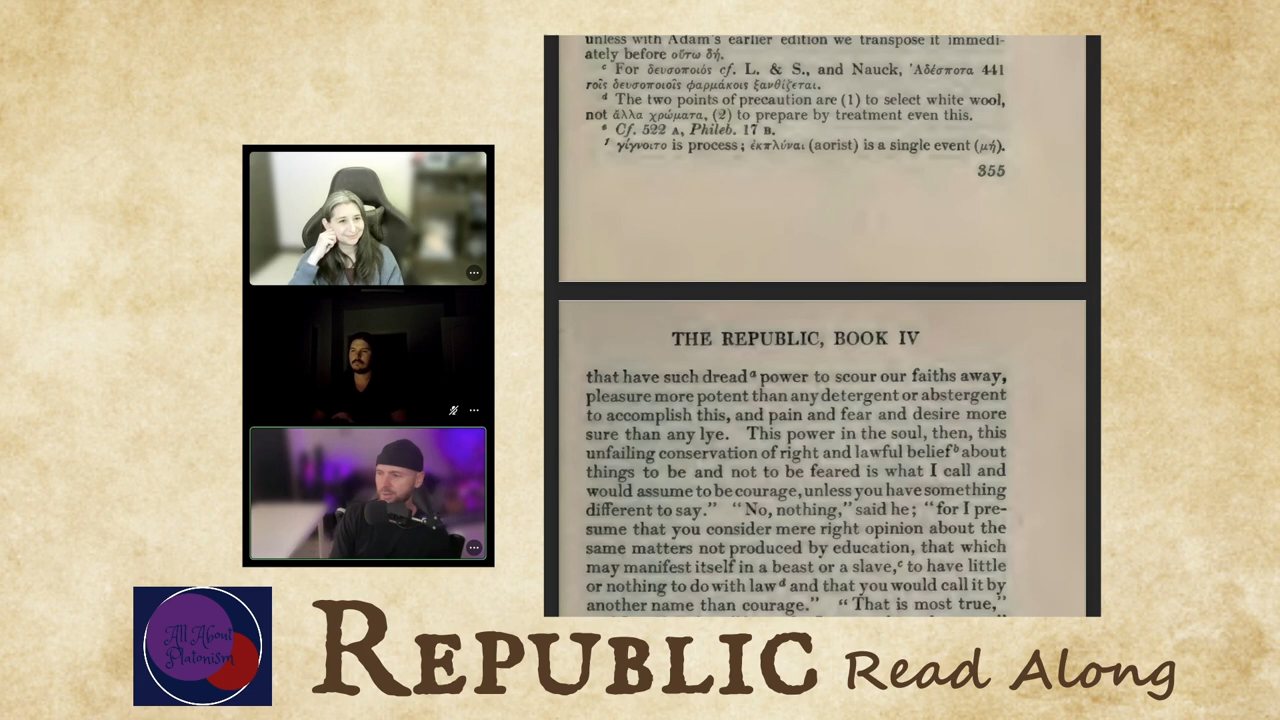 unless with Adam's earlier edition we transpose it immedi-
ately before οὕτω δή.
c For δευσοποιός cf. L. & S., and Nauck, Ἀδέσποτα 441
τοῖς δευσοποιοῖς φαρμάκοις ξανθίζεται.
d The two points of precaution are (1) to select white wool,
not ἄλλα χρώματα, (2) to prepare by treatment even this.
e Cf. 522 A, Phileb. 17 B.
f γίγνοιτο is process; ἐκπλύναι (aorist) is a single event (μή).
355
THE REPUBLIC, BOOK IV
that have such dread a power to scour our faiths away,
pleasure more potent than any detergent or abstergent
to accomplish this, and pain and fear and desire more
sure than any lye. This power in the soul, then, this
unfailing conservation of right and lawful belief b about
things to be and not to be feared is what I call and
would assume to be courage, unless you have something
different to say.” “No, nothing,” said he; “for I pre-
sume that you consider mere right opinion about the
same matters not produced by education, that which
may manifest itself in a beast or a slave, c to have little
or nothing to do with law d and that you would call it by
another name than courage.” “That is most true,”
All About
Platonism
REPUBLIC Read Along